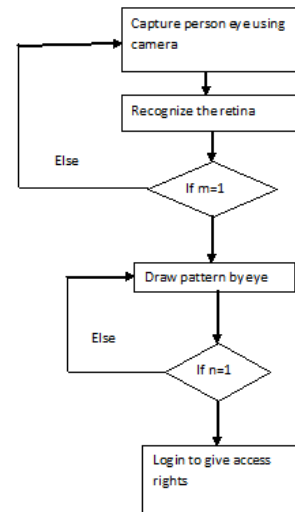 Capture person eye using
camera
Recognize the retina
Else
If m=1
Draw pattern by eye
Else
If n=1
Login to give access
rights